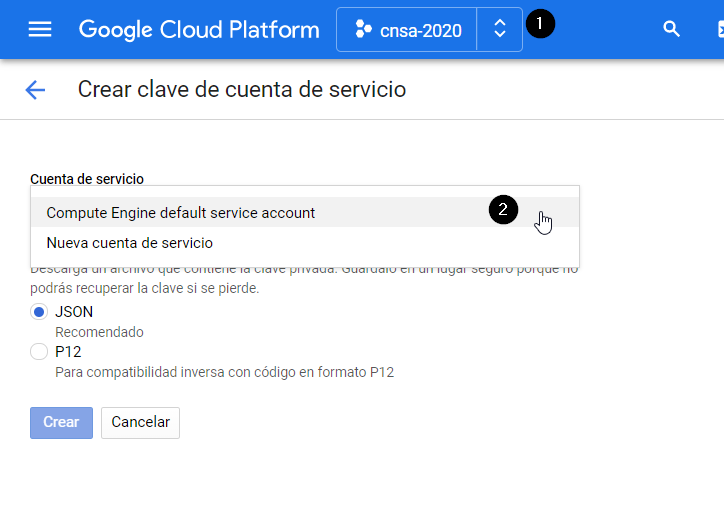 Google Cloud Platform cnsa-2020 1
Crear clave de cuenta de servicio
Cuenta de servicio
Compute Engine default service account 2
Nueva cuenta de servicio
Descarga un archivo que contiene la clave privada. Guárdalo en un lugar seguro porque no
podrás recuperar la clave si se pierde.
JSON
Recomendado
P12
Para compatibilidad inversa con código en formato P12
Crear Cancelar